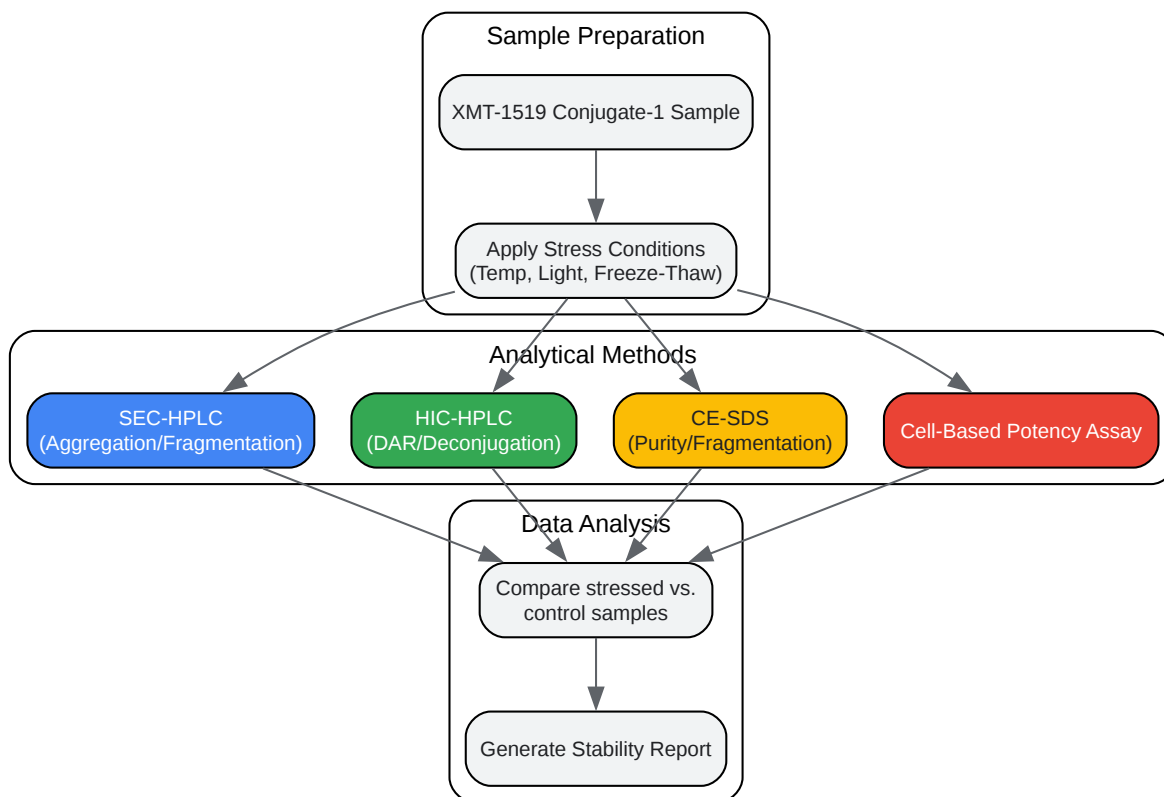 Sample Preparation
XMT-1519 Conjugate-1 Sample
Apply Stress Conditions
(Temp, Light, Freeze-Thaw)
Analytical Methods
SEC-HPLC
(Aggregation/Fragmentation)
HIC-HPLC
(DAR/Deconjugation)
CE-SDS
(Purity/Fragmentation)
Cell-Based Potency Assay
Data Analysis
Compare stressed vs.
control samples
Generate Stability Report